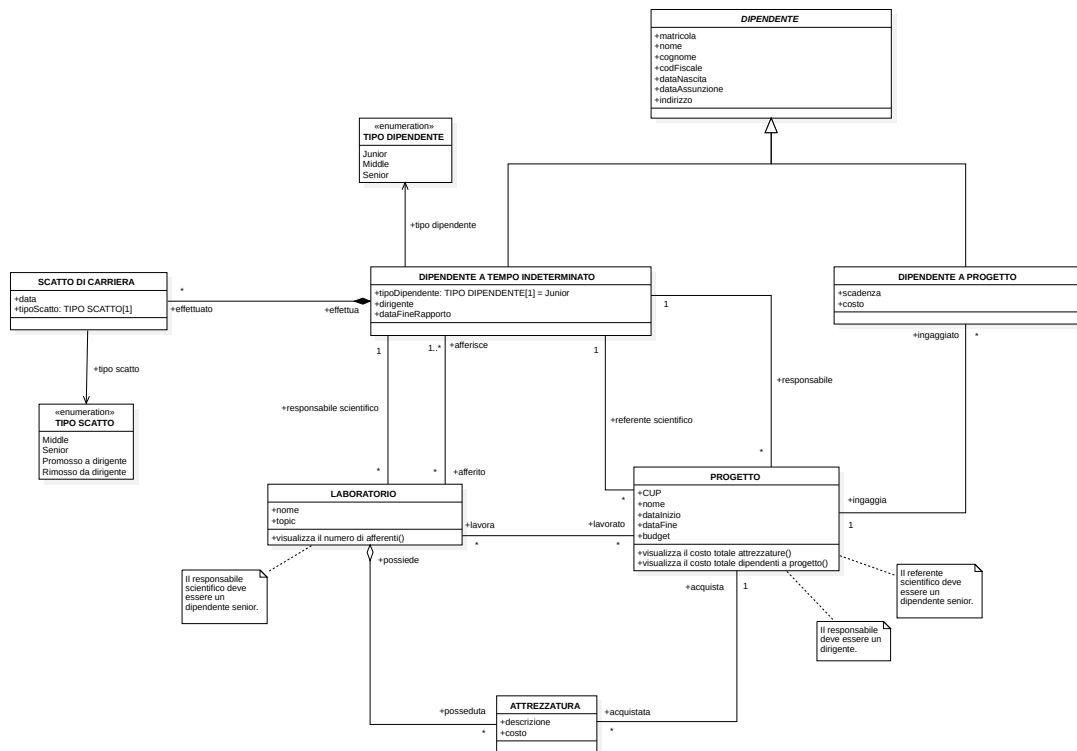 DIPENDENTE
+matricola
+nome
+cognome
+codFiscale
+dataNascita
+dataAssunzione
+indirizzo
«enumeration»
TIPO DIPENDENTE
Junior
Middle
Senior
+tipo dipendente
SCATTO DI CARRIERA
+data
+tipoScatto: TIPO SCATTO[1]
*
+effettuato
+effettua
DIPENDENTE A TEMPO INDETERMINATO
+tipoDipendente: TIPO DIPENDENTE[1] = Junior
+dirigente
+dataFineRapporto
1
DIPENDENTE A PROGETTO
+scadenza
+costo
+ingaggiato
*
1
1..*
+afferisce
1
+tipo scatto
+responsabile
«enumeration»
TIPO SCATTO
Middle
Senior
Promosso a dirigente
Rimosso da dirigente
+responsabile scientifico
+referente scientifico
*
*
+afferito
*
*
LABORATORIO
+nome
+topic
+visualizza il numero di afferenti()
+lavora
*
+lavorato
*
PROGETTO
+CUP
+nome
+dataInizio
+dataFine
+budget
+visualizza il costo totale attrezzature()
+visualizza il costo totale dipendenti a progetto()
+ingaggia
1
+possiede
Il responsabile
scientifico deve
essere un
dipendente senior.
+acquista
1
Il referente
scientifico deve
essere un
dipendente senior.
Il responsabile
deve essere un
dirigente.
+posseduta
*
ATTREZZATURA
+descrizione
+costo
+acquistata
*